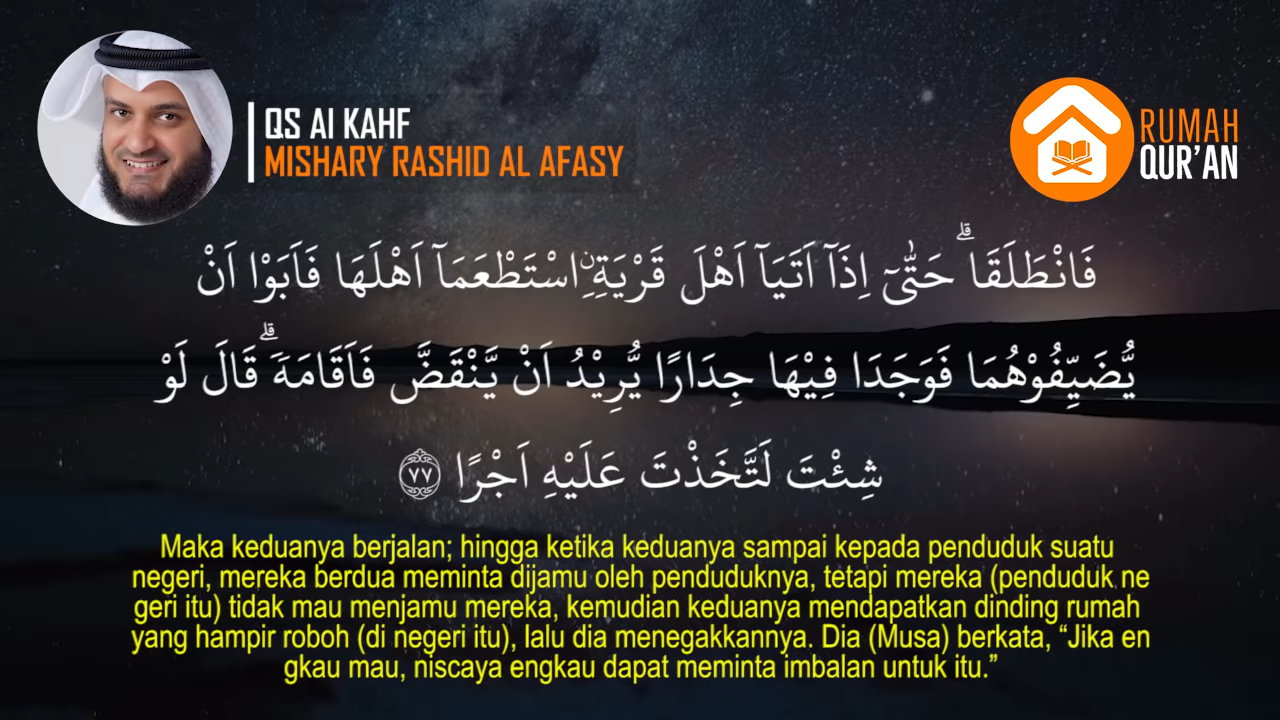 QS Al KAHF
MISHARY RASHID AL AFASY
RUMAH
QUR'AN
فَانْطَلَقَاۗ حَتّٰىٓ اِذَآ اَتَيَآ اَهْلَ قَرْيَةِ ۨاسْتَطْعَمَآ اَهْلَهَا فَاَبَوْا اَنْ
يُّضَيِّفُوْهُمَا فَوَجَدَا فِيْهَا جِدَارًا يُّرِيْدُ اَنْ يَّنْقَضَّ فَاَقَامَهٗ ۗقَالَ لَوْ
شِئْتَ لَتَّخَذْتَ عَلَيْهِ اَجْرًا ٧٧
Maka keduanya berjalan; hingga ketika keduanya sampai kepada penduduk suatu
negeri, mereka berdua meminta dijamu oleh penduduknya, tetapi mereka (penduduk ne
geri itu) tidak mau menjamu mereka, kemudian keduanya mendapatkan dinding rumah
yang hampir roboh (di negeri itu), lalu dia menegakkannya. Dia (Musa) berkata, “Jika en
gkau mau, niscaya engkau dapat meminta imbalan untuk itu.”